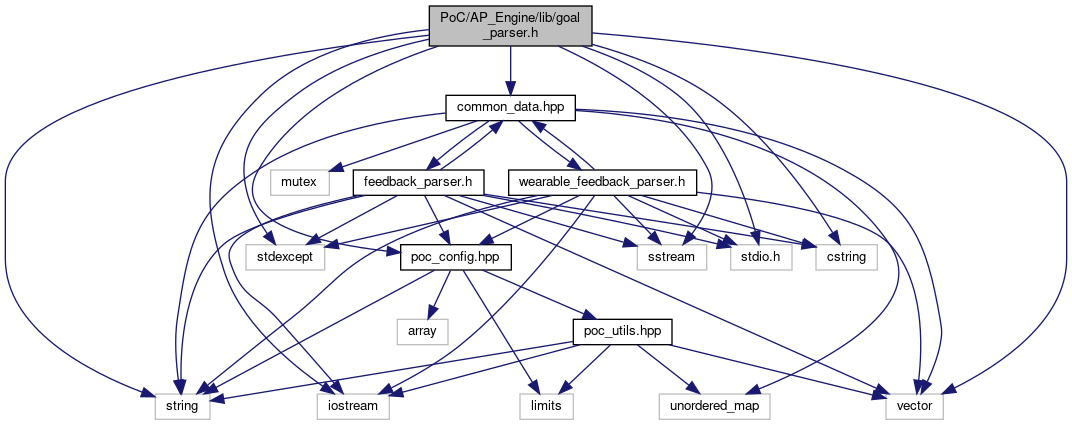 PoC/AP_Engine/lib/goal
_parser.h
common_data.hpp
mutex
feedback_parser.h
wearable_feedback_parser.h
stdexcept
poc_config.hpp
sstream
stdio.h
cstring
array
poc_utils.hpp
string
iostream
limits
unordered_map
vector